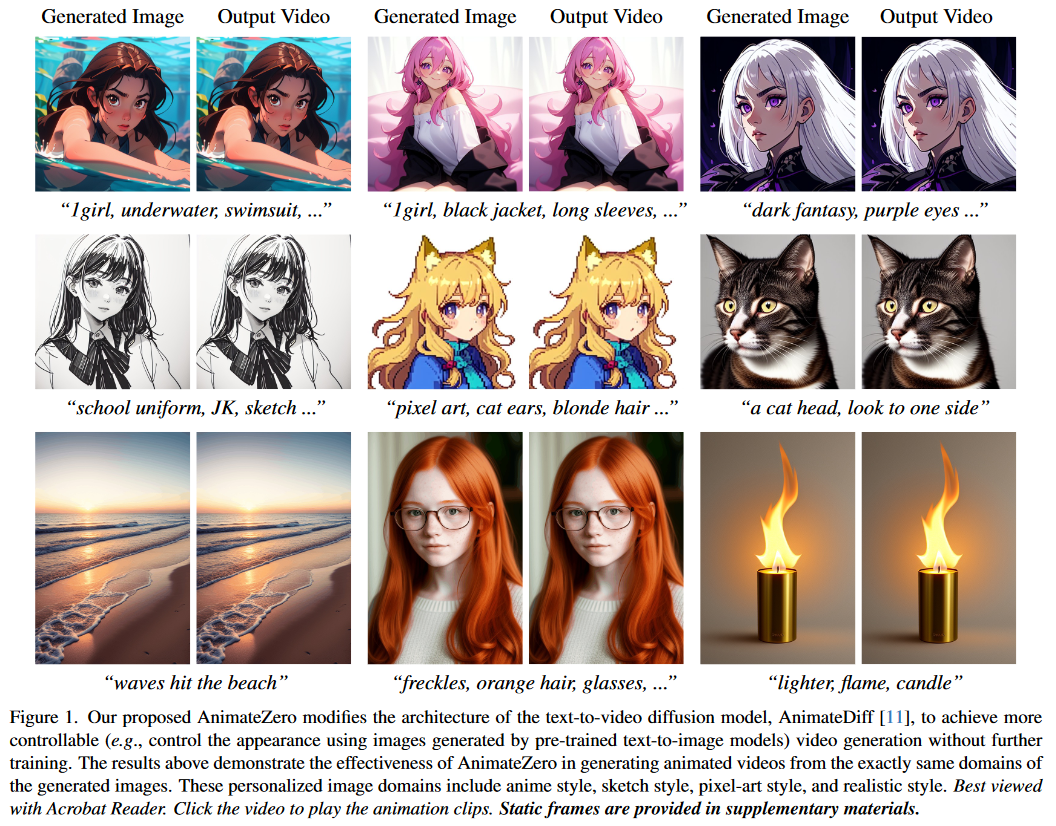 Generated Image Output Video Generated Image Output Video Generated Image Output Video
“1girl, underwater, swimsuit, ...” “1girl, black jacket, long sleeves, ...” “dark fantasy, purple eyes ...”
“school uniform, JK, sketch ...” “pixel art, cat ears, blonde hair ...” “a cat head, look to one side”
“waves hit the beach” “freckles, orange hair, glasses, ...” “lighter, flame, candle”
Figure 1. Our proposed AnimateZero modifies the architecture of the text-to-video diffusion model, AnimateDiff [11], to achieve more
controllable (e.g., control the appearance using images generated by pre-trained text-to-image models) video generation without further
training. The results above demonstrate the effectiveness of AnimateZero in generating animated videos from the exactly same domains of
the generated images. These personalized image domains include anime style, sketch style, pixel-art style, and realistic style. Best viewed
with Acrobat Reader. Click the video to play the animation clips. Static frames are provided in supplementary materials.